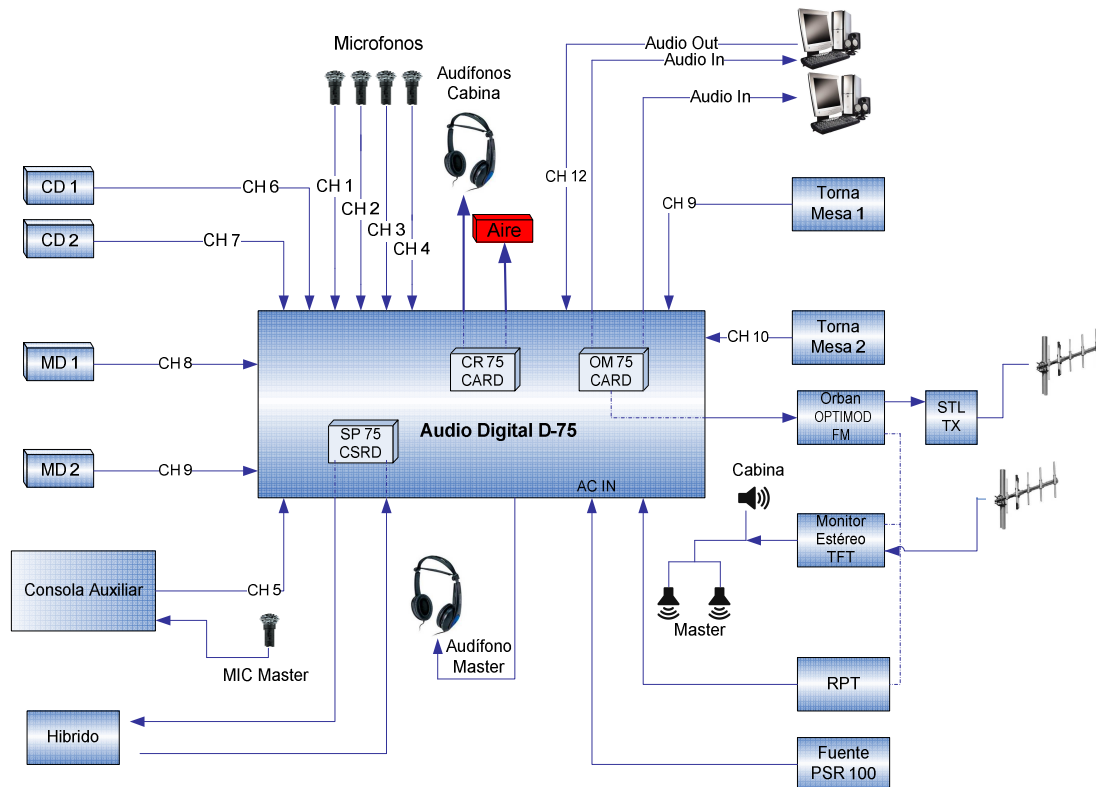 Microfonos
Audífonos
Cabina
Audio Out
Audio In
Audio In
CD 1
CH 6
CH 1
CH 2
CH 3
CH 4
CH 12
CH 9
Torna
Mesa 1
CD 2
CH 7
Aire
MD 1
CH 8
CR 75
CARD
OM 75
CARD
CH 10
Torna
Mesa 2
Orban
OPTIMOD
FM
STL
TX
SP 75
CSRD
Audio Digital D-75
MD 2
CH 9
AC IN
Cabina
Monitor
Estéreo
TFT
Consola Auxiliar
CH 5
Master
MIC Master
Audífono
Master
RPT
Hibrido
Fuente
PSR 100